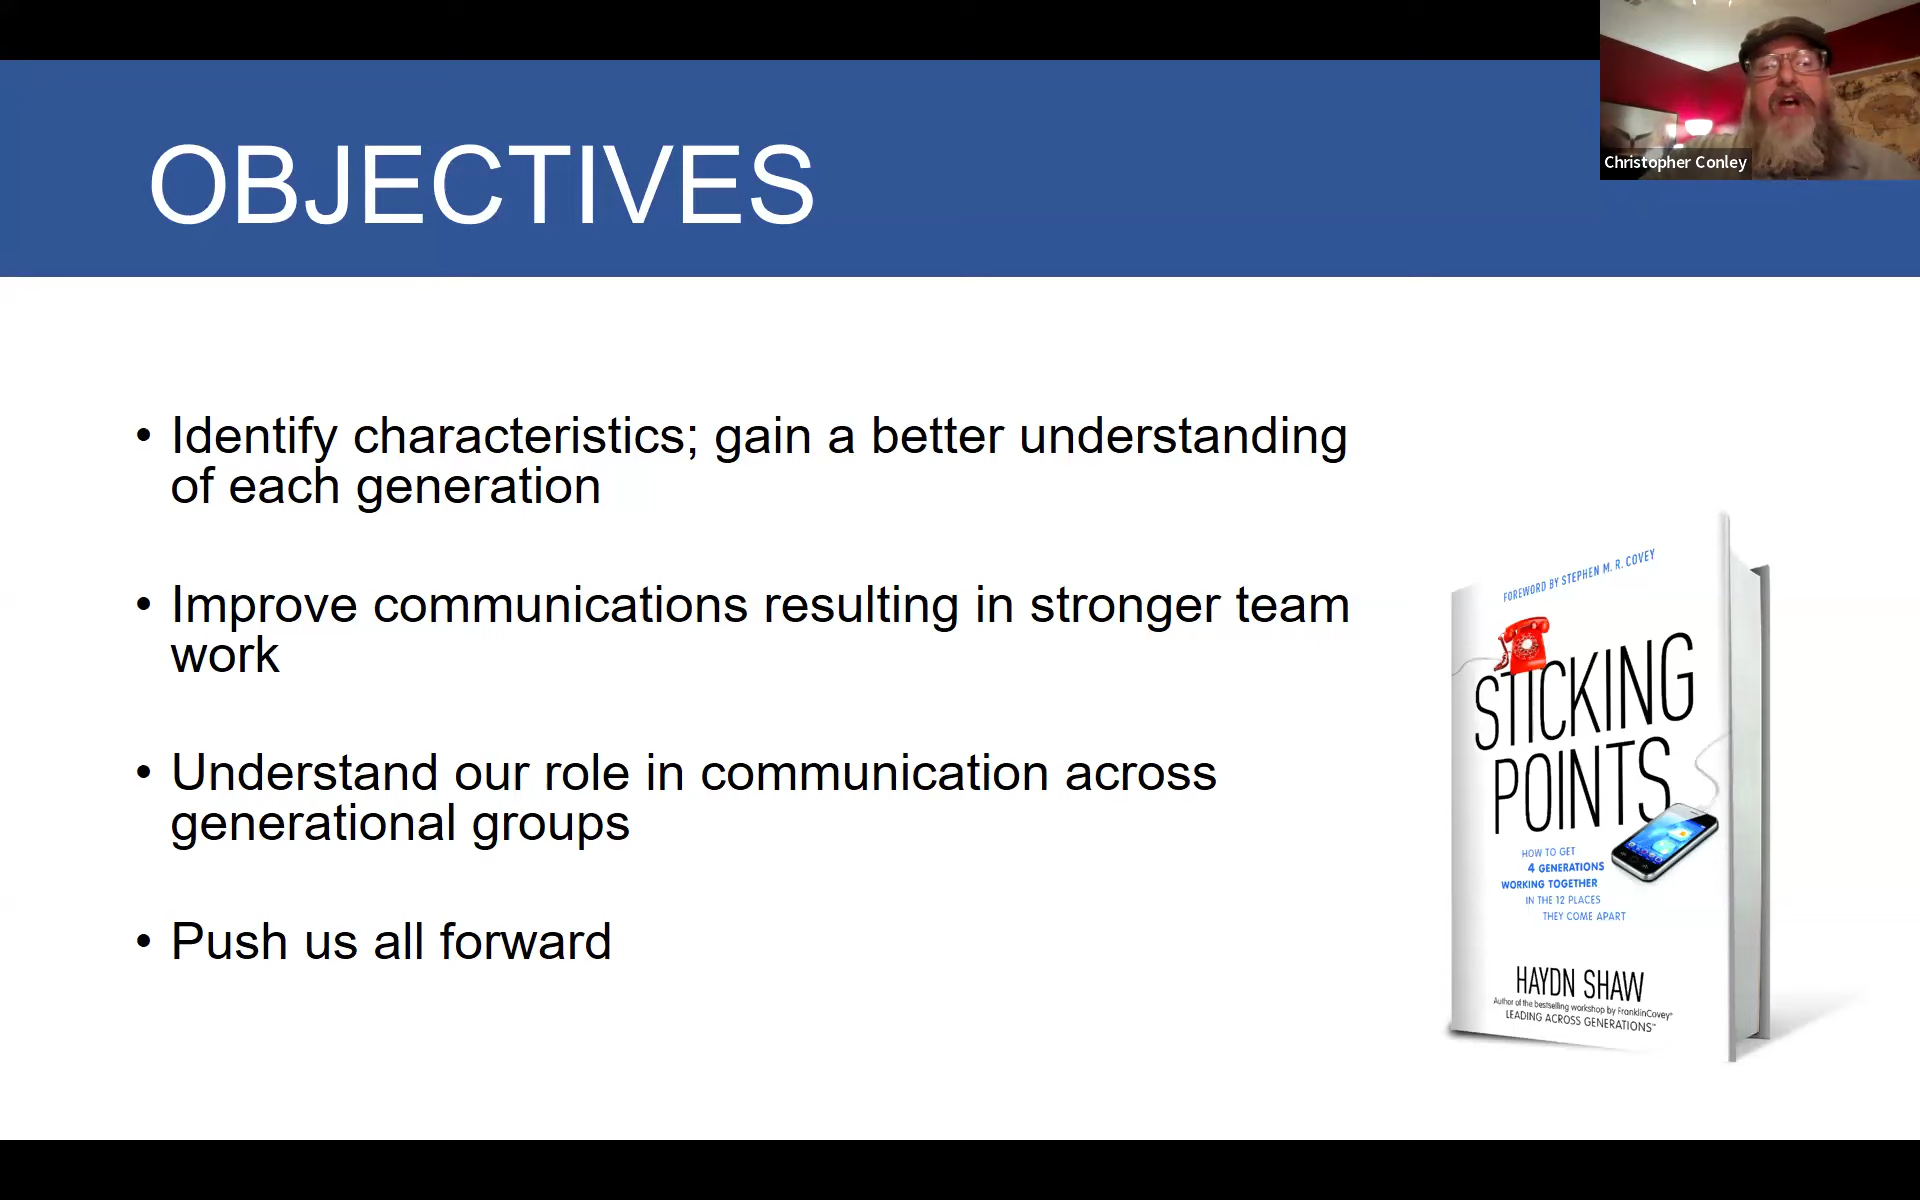 OBJECTIVES
Christopher Conley
• Identify characteristics; gain a better understanding
of each generation
• Improve communications resulting in stronger team
work
• Understand our role in communication across
generational groups
• Push us all forward
FOREWORD BY STEPHEN M. R. COVEY
STICKING
POINTS
HOW TO GET
4 GENERATIONS
WORKING TOGETHER
IN THE 12 PLACES
THEY COME APART
HAYDN SHAW
Author of the bestselling workshop by FranklinCovey®
LEADING ACROSS GENERATIONS™